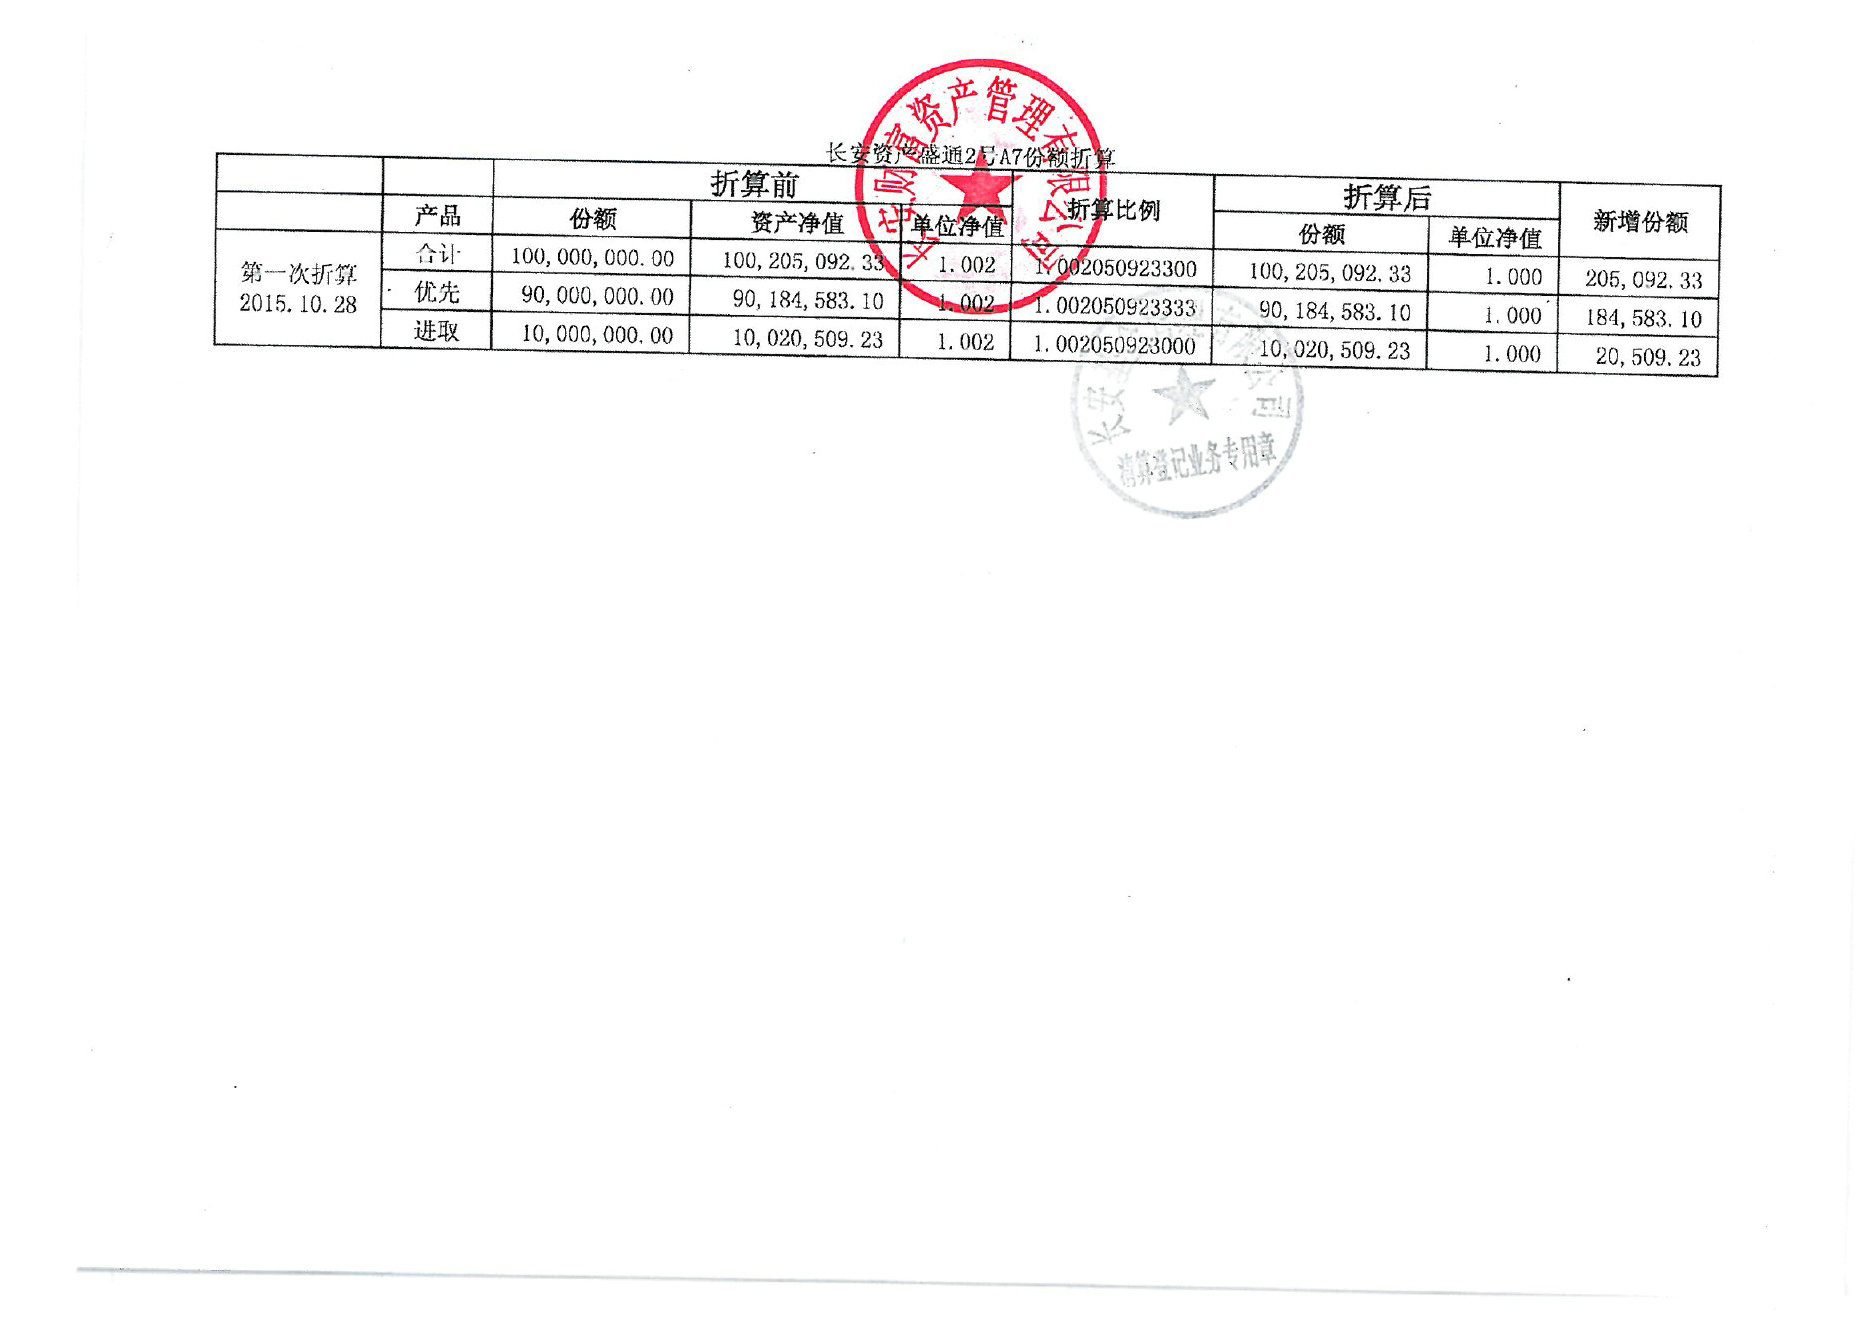 长安资产盛通2号A7份额折算
折算前 折算比例 折算后 新增份额
产品 份额 资产净值 单位净值 份额 单位净值
第一次折算
2015.10.28
合计 100,000,000.00 100,205,092.33 1.002 1.002050923300 100,205,092.33 1.000 205,092.33
优先 90,000,000.00 90,184,583.10 1.002 1.002050923333 90,184,583.10 1.000 184,583.10
进取 10,000,000.00 10,020,509.23 1.002 1.002050923000 10,020,509.23 1.000 20,509.23
长安财富资产管理有限公司
长安
公司
清算登记业务专用章